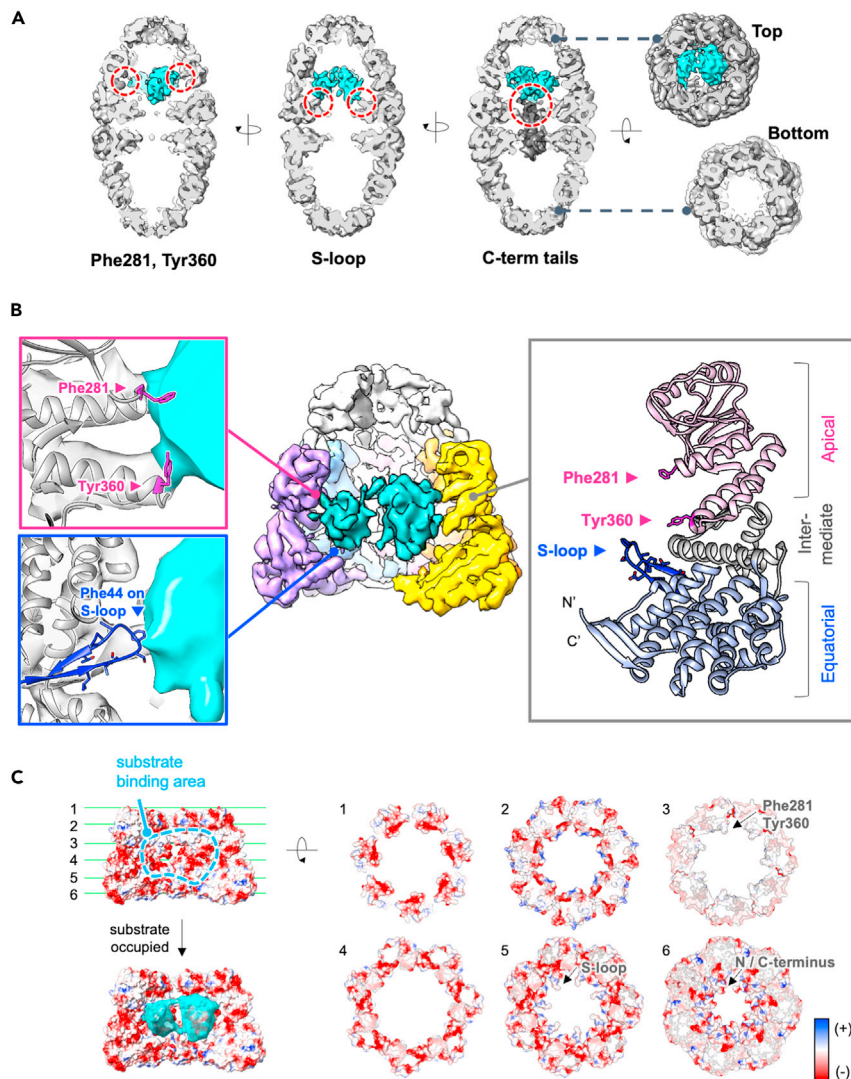 A
Top
Bottom
Phe281, Tyr360
S-loop
C-term tails
B
Phe281
Tyr360
Phe44 on
S-loop
Phe281
Tyr360
S-loop
N'
C'
Apical
Inter-
mediate
Equatorial
C
substrate
binding area
1
2
3
4
5
6
substrate
occupied
1
2
3
Phe281
Tyr360
4
5
S-loop
6
N / C-terminus
(+)
(-)